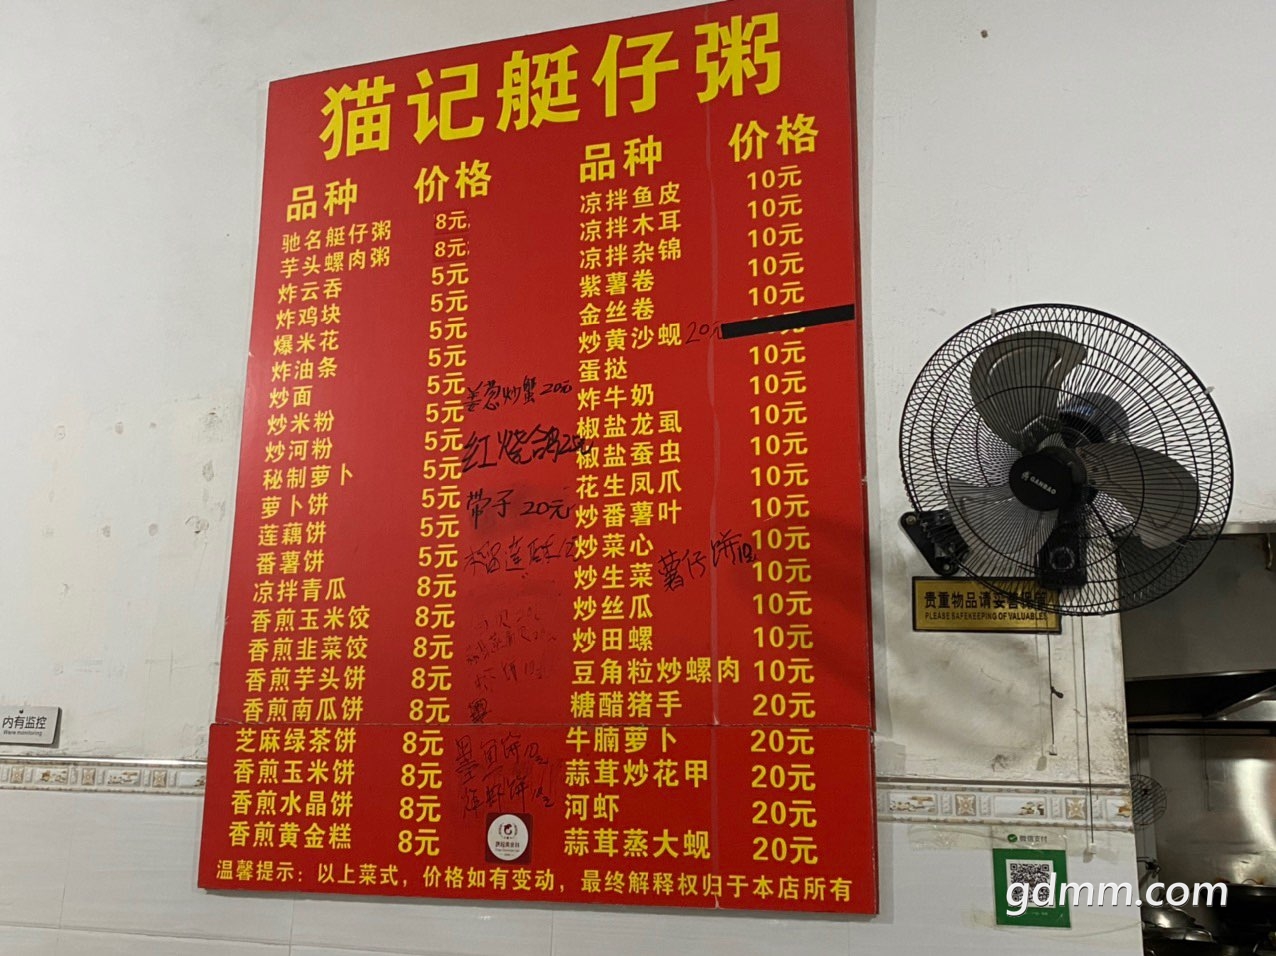 猫记艇仔粥
品种 价格
驰名艇仔粥 8元
芋头螺肉粥 8元
炸云吞 5元
炸鸡块 5元
爆米花 5元
炸油条 5元
炒面 5元
炒米粉 5元
炒河粉 5元
秘制萝卜 5元
萝卜饼 5元
莲藕饼 5元
番薯饼 5元
凉拌青瓜 8元
香煎玉米饺 8元
香煎韭菜饺 8元
香煎芋头饼 8元
香煎南瓜饼 8元
芝麻绿茶饼 8元
香煎玉米饼 8元
香煎水晶饼 8元
香煎黄金糕 8元
姜葱炒蟹 20元
红烧鸽 25元
带子 20元
品种 价格
凉拌鱼皮 10元
凉拌木耳 10元
凉拌杂锦 10元
紫薯卷 10元
金丝卷 10元
炒黄沙蚬 20元
蛋挞 10元
炸牛奶 10元
椒盐龙虱 10元
椒盐蚕虫 10元
花生凤爪 10元
炒番薯叶 10元
炒菜心 10元
炒生菜 10元
薯仔饼
炒丝瓜 10元
炒田螺 10元
豆角粒炒螺肉 10元
糖醋猪手 20元
牛腩萝卜 20元
蒜茸炒花甲 20元
河虾 20元
蒜茸蒸大蚬 20元
温馨提示：以上菜式，价格如有变动，最终解释权归于本店所有
GANGAO
贵重物品请妥善保管
PLEASE SAFEKEEPING OF VALUABLES
内有监控
Ware monitoring
微信支付
gdmm.com